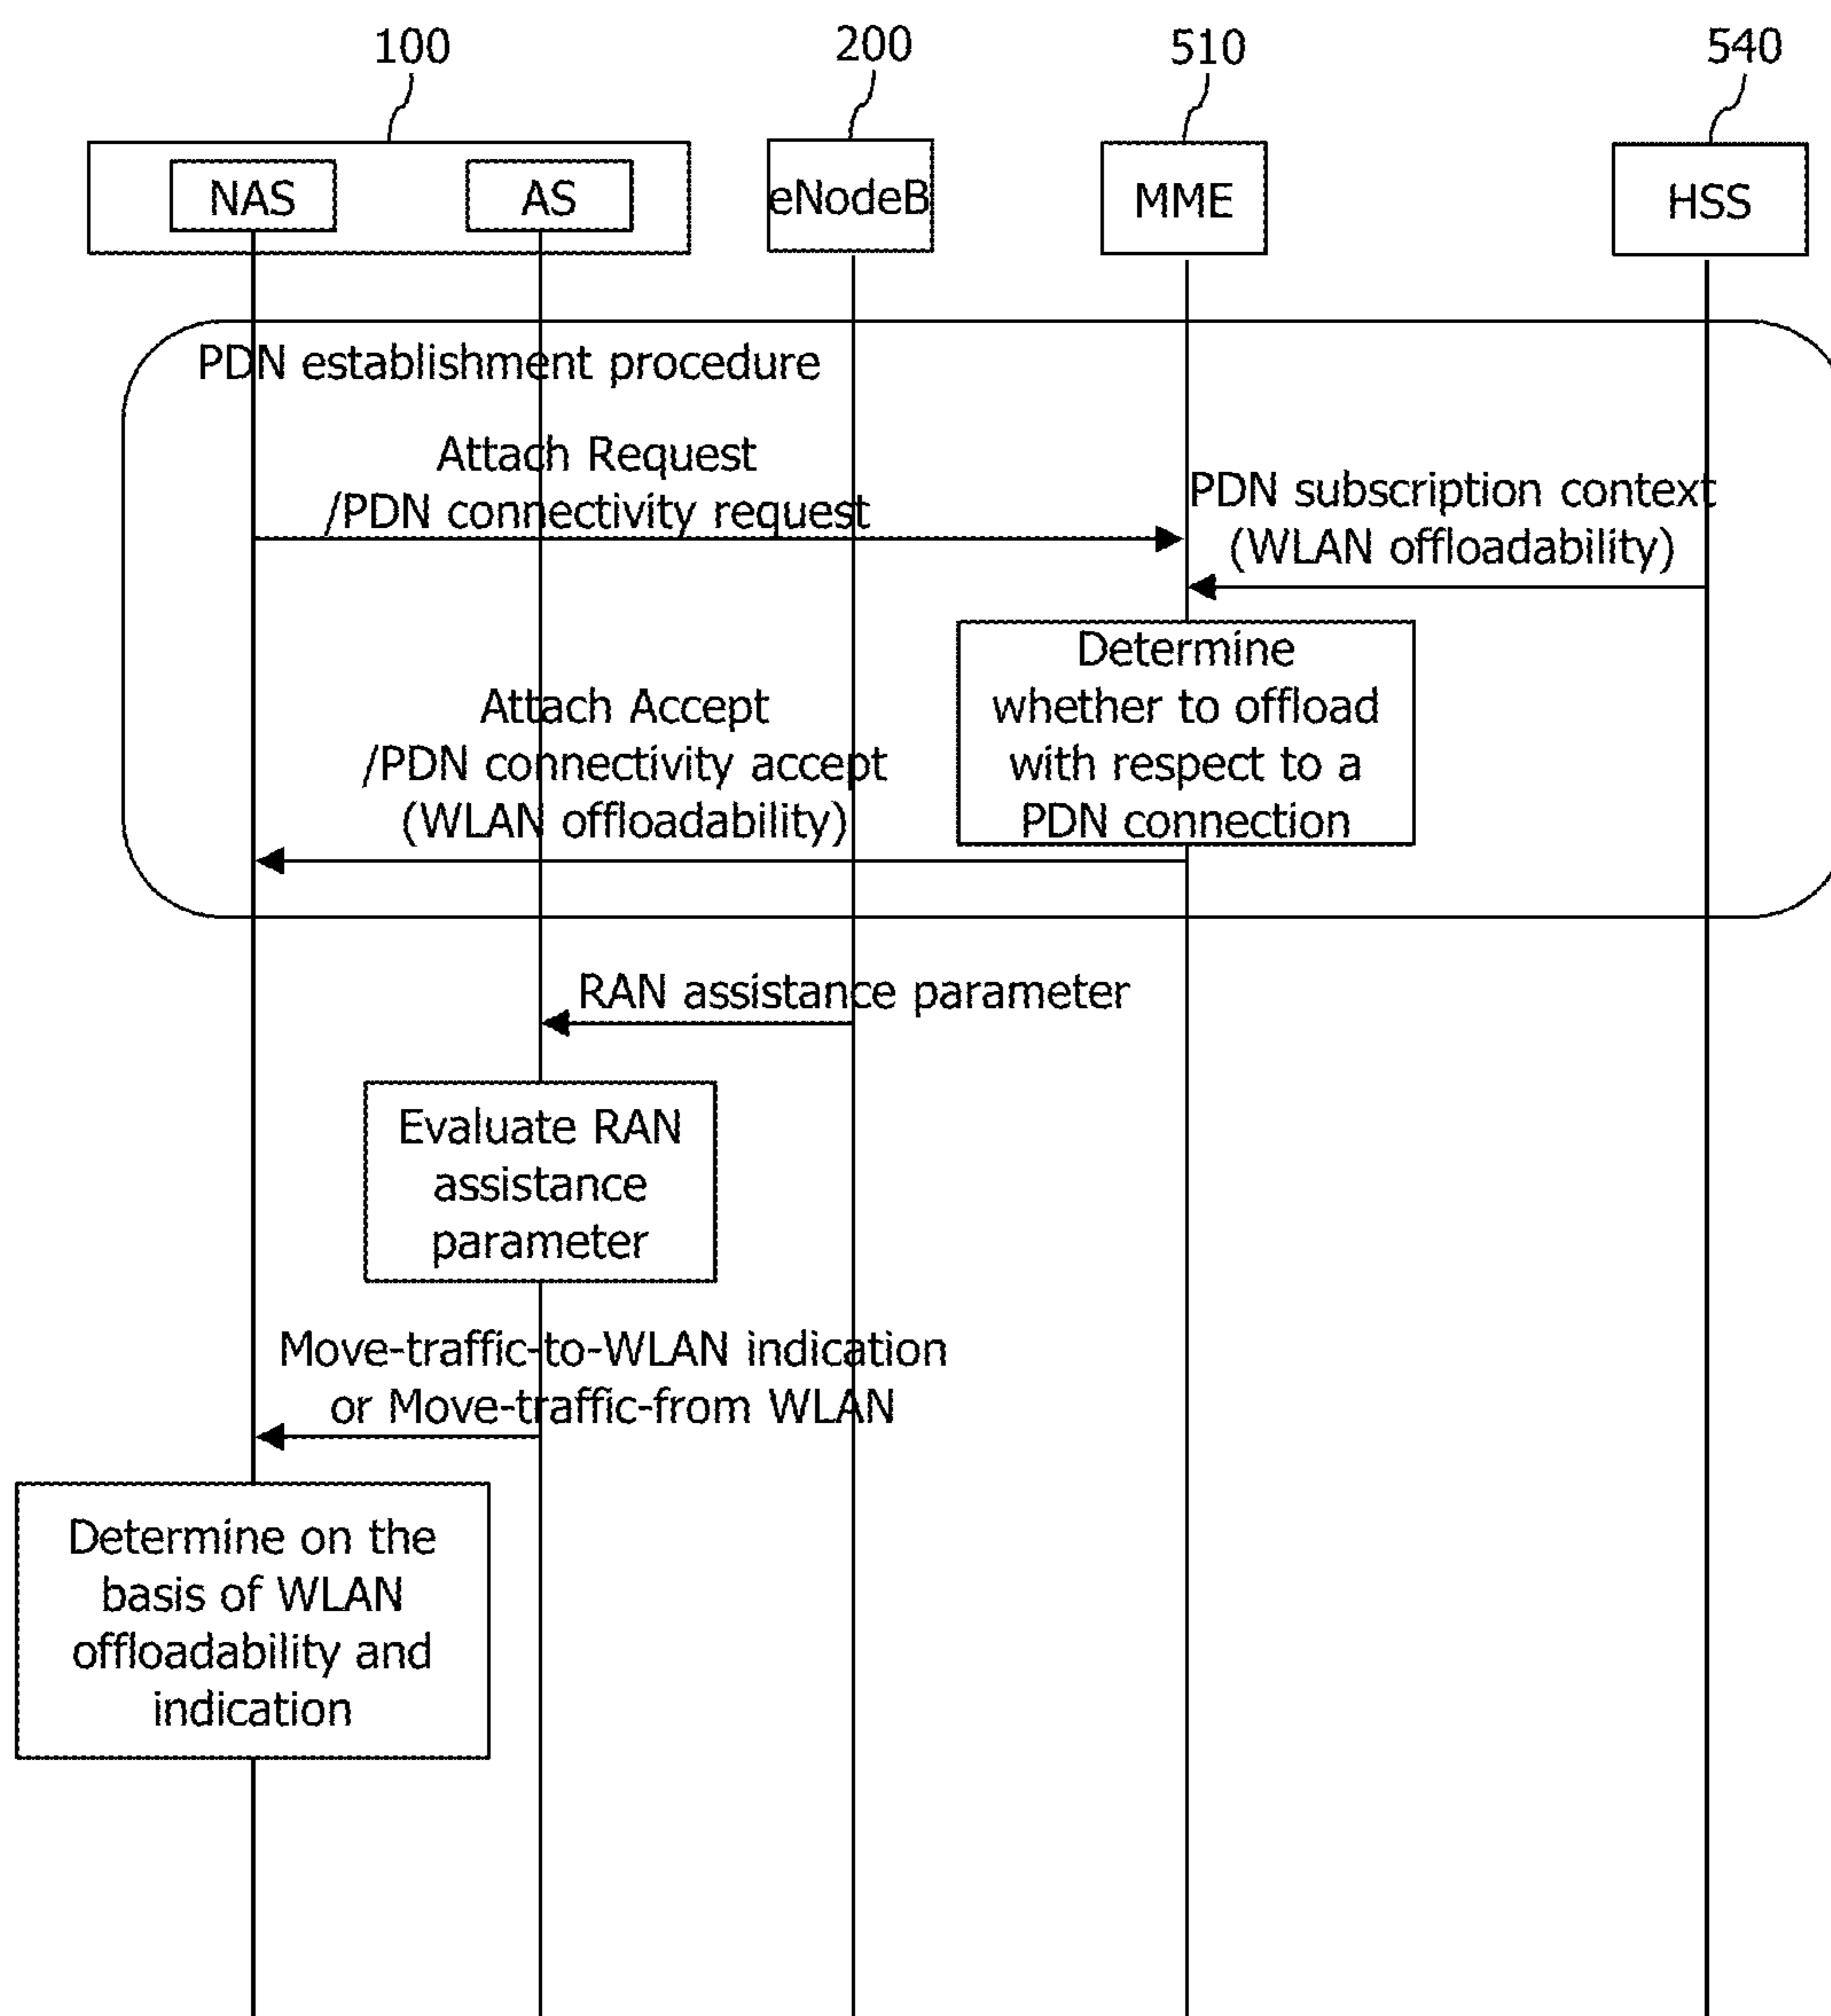 100
200
510
540
NAS
AS
eNodeB
MME
HSS
PDN establishment procedure
Attach Request
/PDN connectivity request
PDN subscription context
(WLAN offloadability)
Determine
whether to offload
with respect to a
PDN connection
Attach Accept
/PDN connectivity accept
(WLAN offloadability)
RAN assistance parameter
Evaluate RAN
assistance
parameter
Move-traffic-to-WLAN indication
or Move-traffic-from WLAN
Determine on the
basis of WLAN
offloadability and
indication